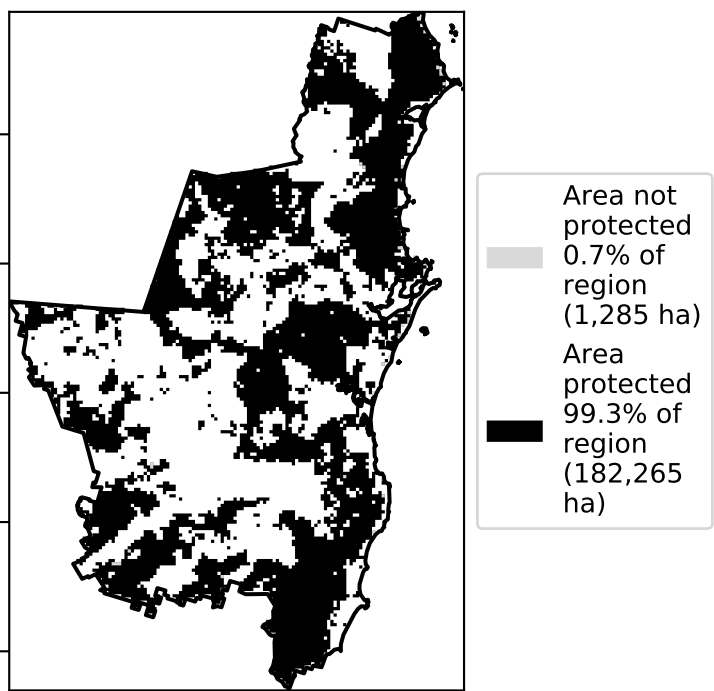 Area not
protected
0.7% of
region
(1,285 ha)
Area
protected
99.3% of
region
(182,265
ha)